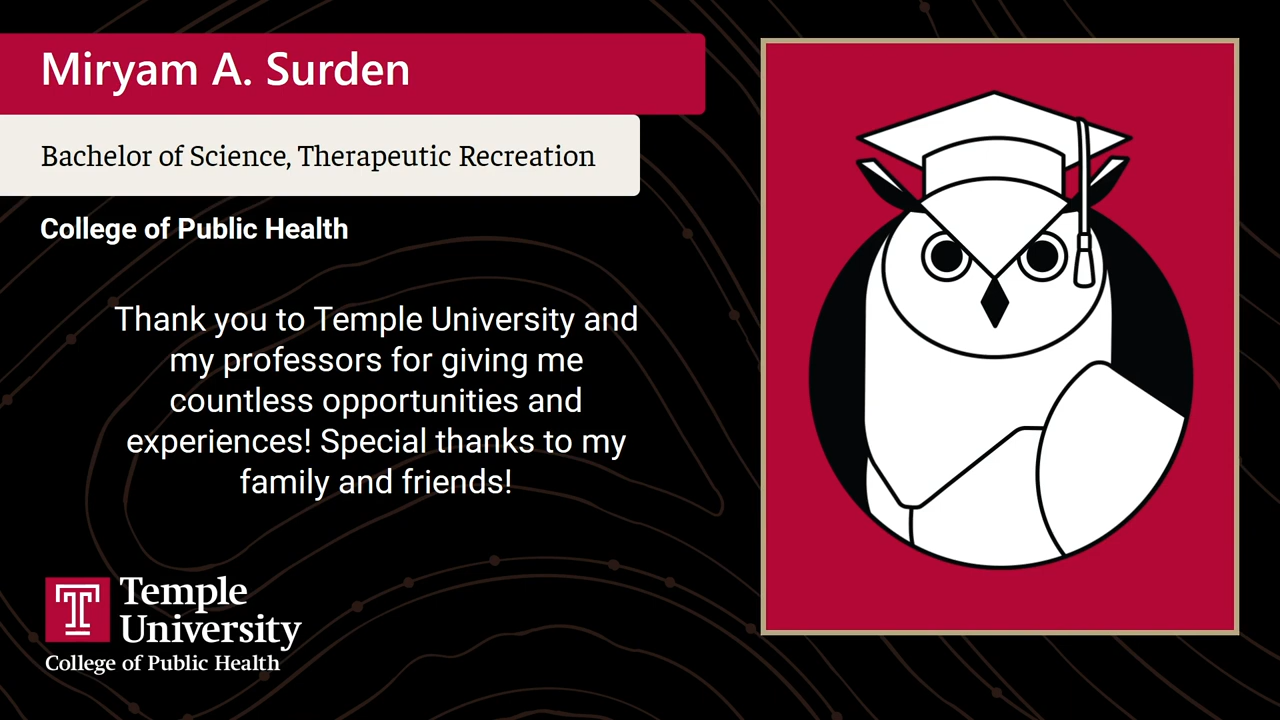 Miryam A. Surden
Bachelor of Science, Therapeutic Recreation
College of Public Health
Thank you to Temple University and
my professors for giving me
countless opportunities and
experiences! Special thanks to my
family and friends!
T
Temple
University
College of Public Health